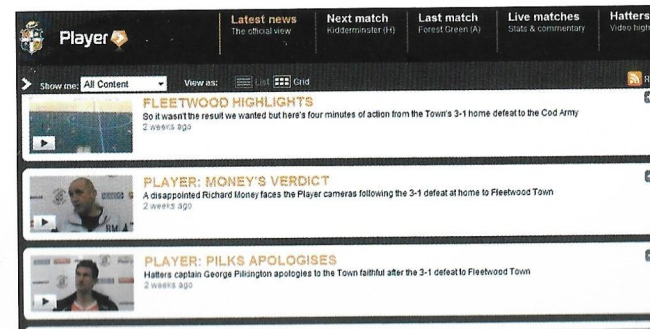 Player
Latest news
The official view
Next match
Kidderminster (H)
Last match
Forest Green (A)
Live matches
Stats & commentary
Hatters
Video high
Show me: All Content
View as: List Grid
R
FLEETWOOD HIGHLIGHTS
So it wasn't the result we wanted but here's four minutes of action from the Town's 3-1 home defeat to the Cod Army
2 weeks ago
PLAYER: MONEY'S VERDICT
A disappointed Richard Money faces the Player cameras following the 3-1 defeat at home to Fleetwood Town
2 weeks ago
RM
PLAYER: PILKS APOLOGISES
Hatters captain George Pilkington apologies to the Town faithful after the 3-1 defeat to Fleetwood Town
2 weeks ago